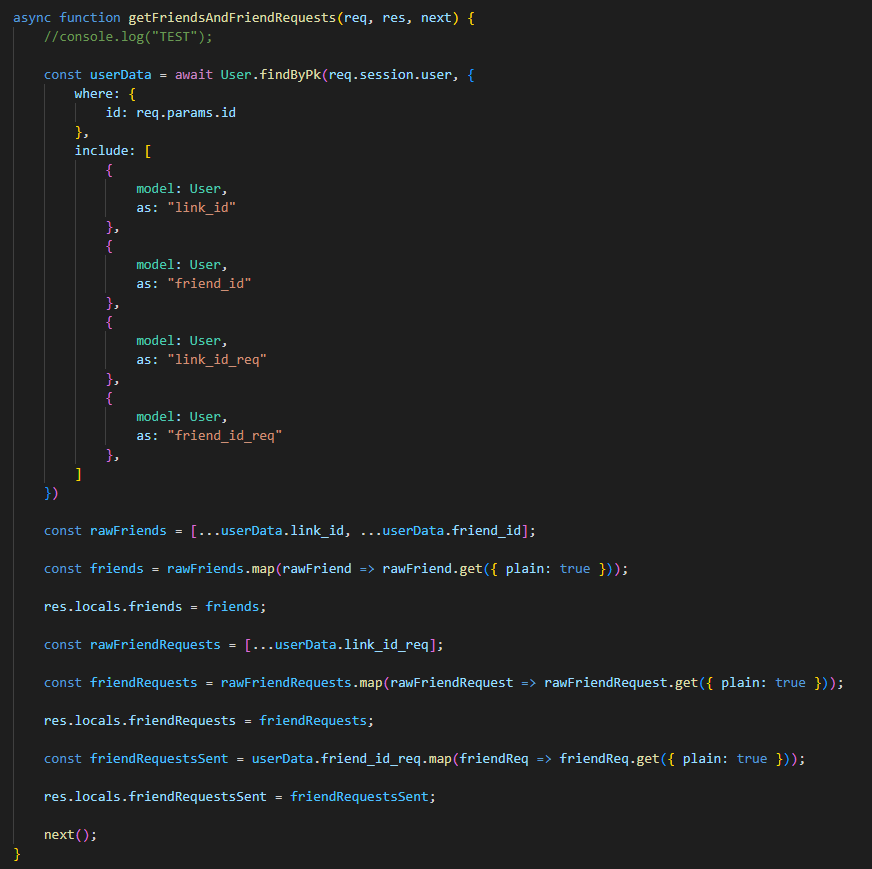 async function getFriendsAndFriendRequests(req, res, next) {
    //console.log("TEST");

    const userData = await User.findByPk(req.session.user, {
        where: {
            id: req.params.id
        },
        include: [
            {
                model: User,
                as: "link_id"
            },
            {
                model: User,
                as: "friend_id"
            },
            {
                model: User,
                as: "link_id_req"
            },
            {
                model: User,
                as: "friend_id_req"
            },
        ]
    })

    const rawFriends = [...userData.link_id, ...userData.friend_id];

    const friends = rawFriends.map(rawFriend => rawFriend.get({ plain: true }));

    res.locals.friends = friends;

    const rawFriendRequests = [...userData.link_id_req];

    const friendRequests = rawFriendRequests.map(rawFriendRequest => rawFriendRequest.get({ plain: true }));

    res.locals.friendRequests = friendRequests;

    const friendRequestsSent = userData.friend_id_req.map(friendReq => friendReq.get({ plain: true }));

    res.locals.friendRequestsSent = friendRequestsSent;

    next();
}